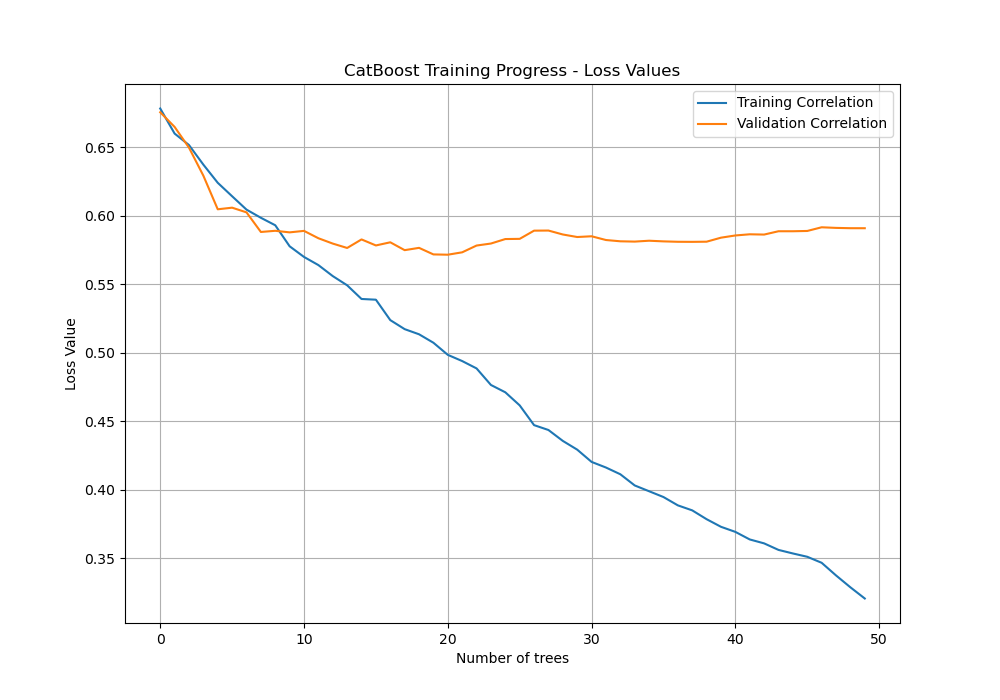 CatBoost Training Progress - Loss Values
Training Correlation
Validation Correlation
Loss Value
0.65
0.60
0.55
0.50
0.45
0.40
0.35
0 10 20 30 40 50
Number of trees